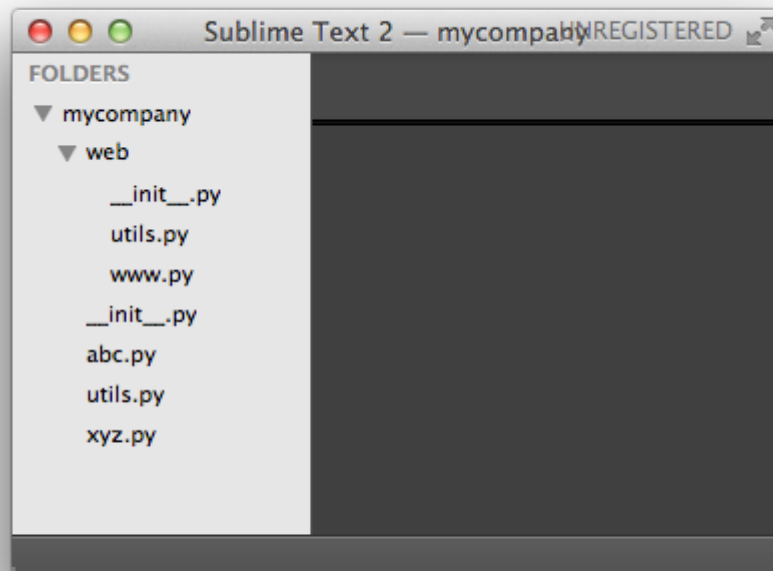 Sublime Text 2 — mycompany UNREGISTERED
FOLDERS
mycompany
web
__init__.py
utils.py
www.py
__init__.py
abc.py
utils.py
xyz.py